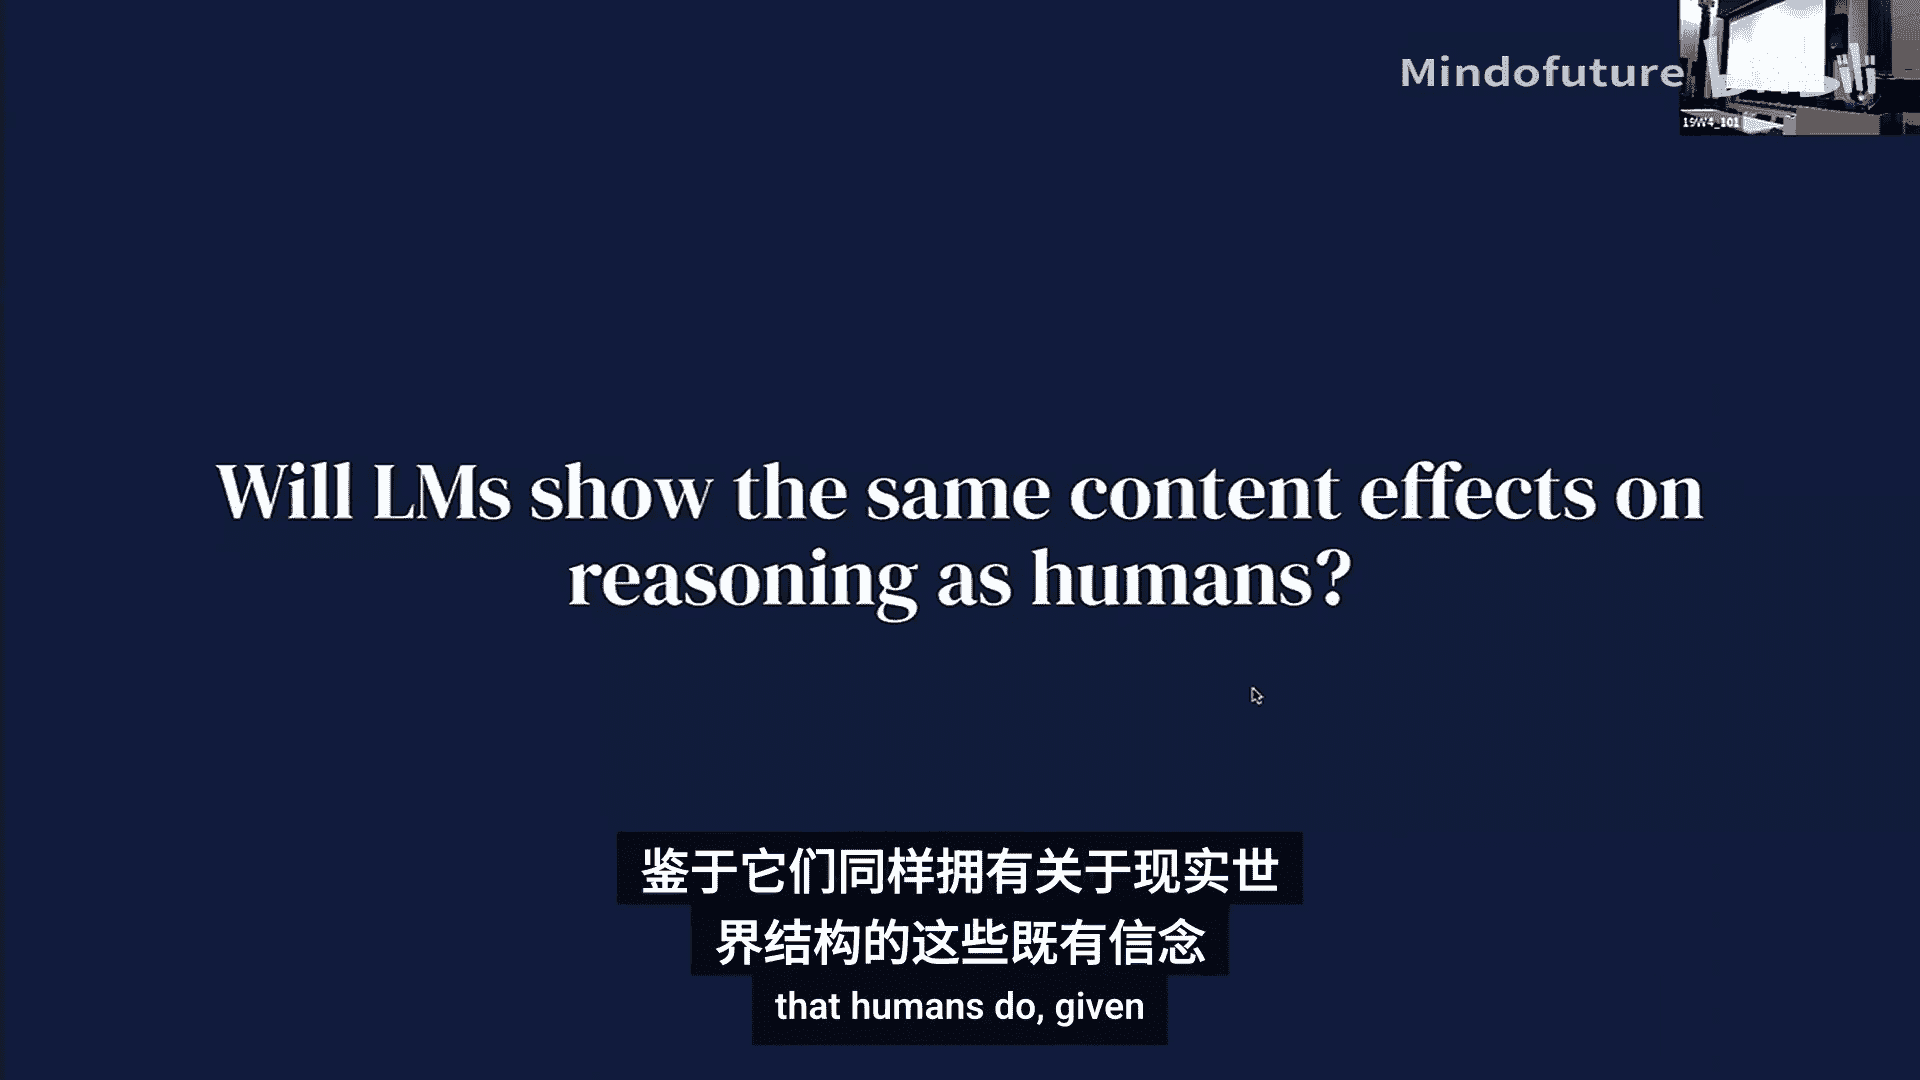 Mindofuture
19W4_101
Will LMs show the same content effects on
reasoning as humans?
鉴于它们同样拥有关于现实世
界结构的这些既有信念
that humans do, given